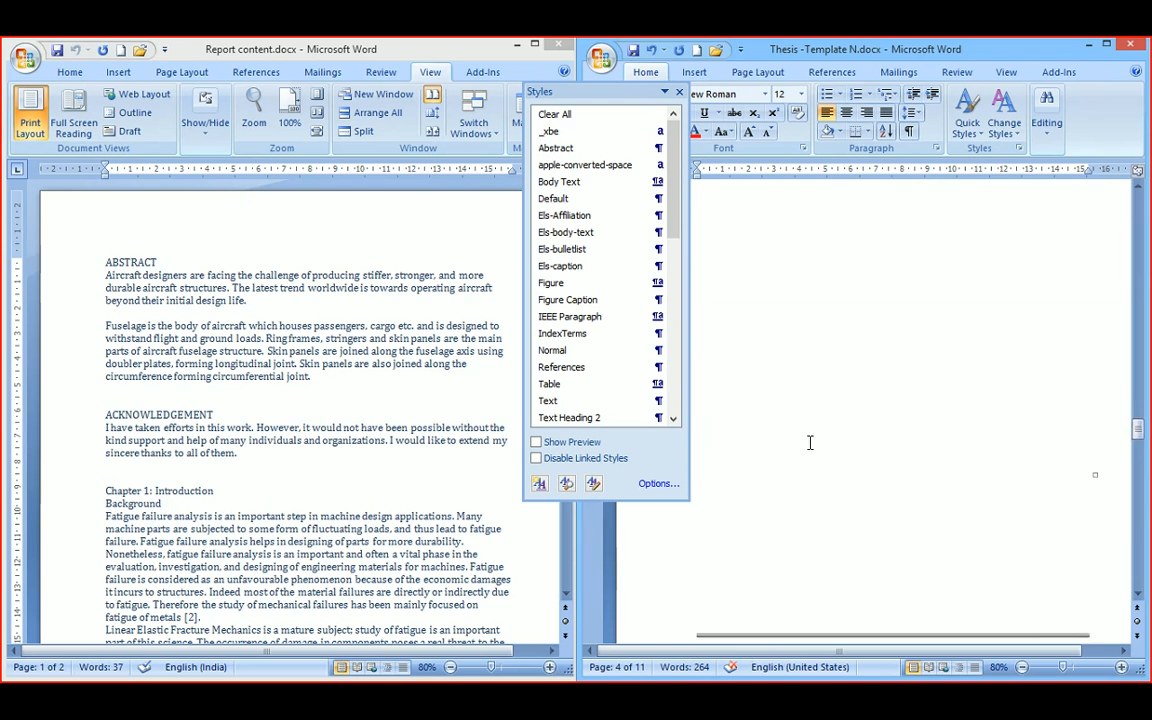 Report content.docx - Microsoft Word
Home Insert Page Layout References Mailings Review View Add-Ins
Print Layout
Full Screen Reading
Web Layout
Outline
Draft
Document Views
Show/Hide
Zoom
100%
Zoom
New Window
Arrange All
Split
Switch Windows
Window
ABSTRACT
Aircraft designers are facing the challenge of producing stiffer, stronger, and more
durable aircraft structures. The latest trend worldwide is towards operating aircraft
beyond their initial design life.
Fuselage is the body of aircraft which houses passengers, cargo etc. and is designed to
withstand flight and ground loads. Ring frames, stringers and skin panels are the main
parts of aircraft fuselage structure. Skin panels are joined along the fuselage axis using
doubler plates, forming longitudinal joint. Skin panels are also joined along the
circumference forming circumferential joint.
ACKNOWLEDGEMENT
I have taken efforts in this work. However, it would not have been possible without the
kind support and help of many individuals and organizations. I would like to extend my
sincere thanks to all of them.
Chapter 1: Introduction
Background
Fatigue failure analysis is an important step in machine design applications. Many
machine parts are subjected to some form of fluctuating loads, and thus lead to fatigue
failure. Fatigue failure analysis helps in designing of parts for more durability.
Nonetheless, fatigue failure analysis is an important and often a vital phase in the
evaluation, investigation, and designing of engineering materials for machines. Fatigue
failure is considered as an unfavourable phenomenon because of the economic damages
it incurs to structures. Indeed most of the material failures are directly or indirectly due
to fatigue. Therefore the study of mechanical failures has been mainly focused on
fatigue of metals [2].
Linear Elastic Fracture Mechanics is a mature subject: study of fatigue is an important
part of this science. The occurrence of damage in components poses a real threat to the
Page: 1 of 2 Words: 37 English (India) 80%
Styles
Clear All
_xbe a
Abstract ¶
apple-converted-space a
Body Text ¶a
Default ¶
Els-Affiliation ¶
Els-body-text ¶
Els-bulletlist ¶
Els-caption ¶
Figure ¶a
Figure Caption ¶
IEEE Paragraph ¶a
IndexTerms ¶
Normal ¶
References ¶
Table ¶a
Text ¶
Text Heading 2 ¶
Show Preview
Disable Linked Styles
Options...
Thesis -Template N.docx - Microsoft Word
Home Insert Page Layout References Mailings Review View Add-Ins
ew Roman 12
Font
Paragraph
Quick Styles
Change Styles
Styles
Editing
Page: 4 of 11 Words: 264 English (United States) 80%